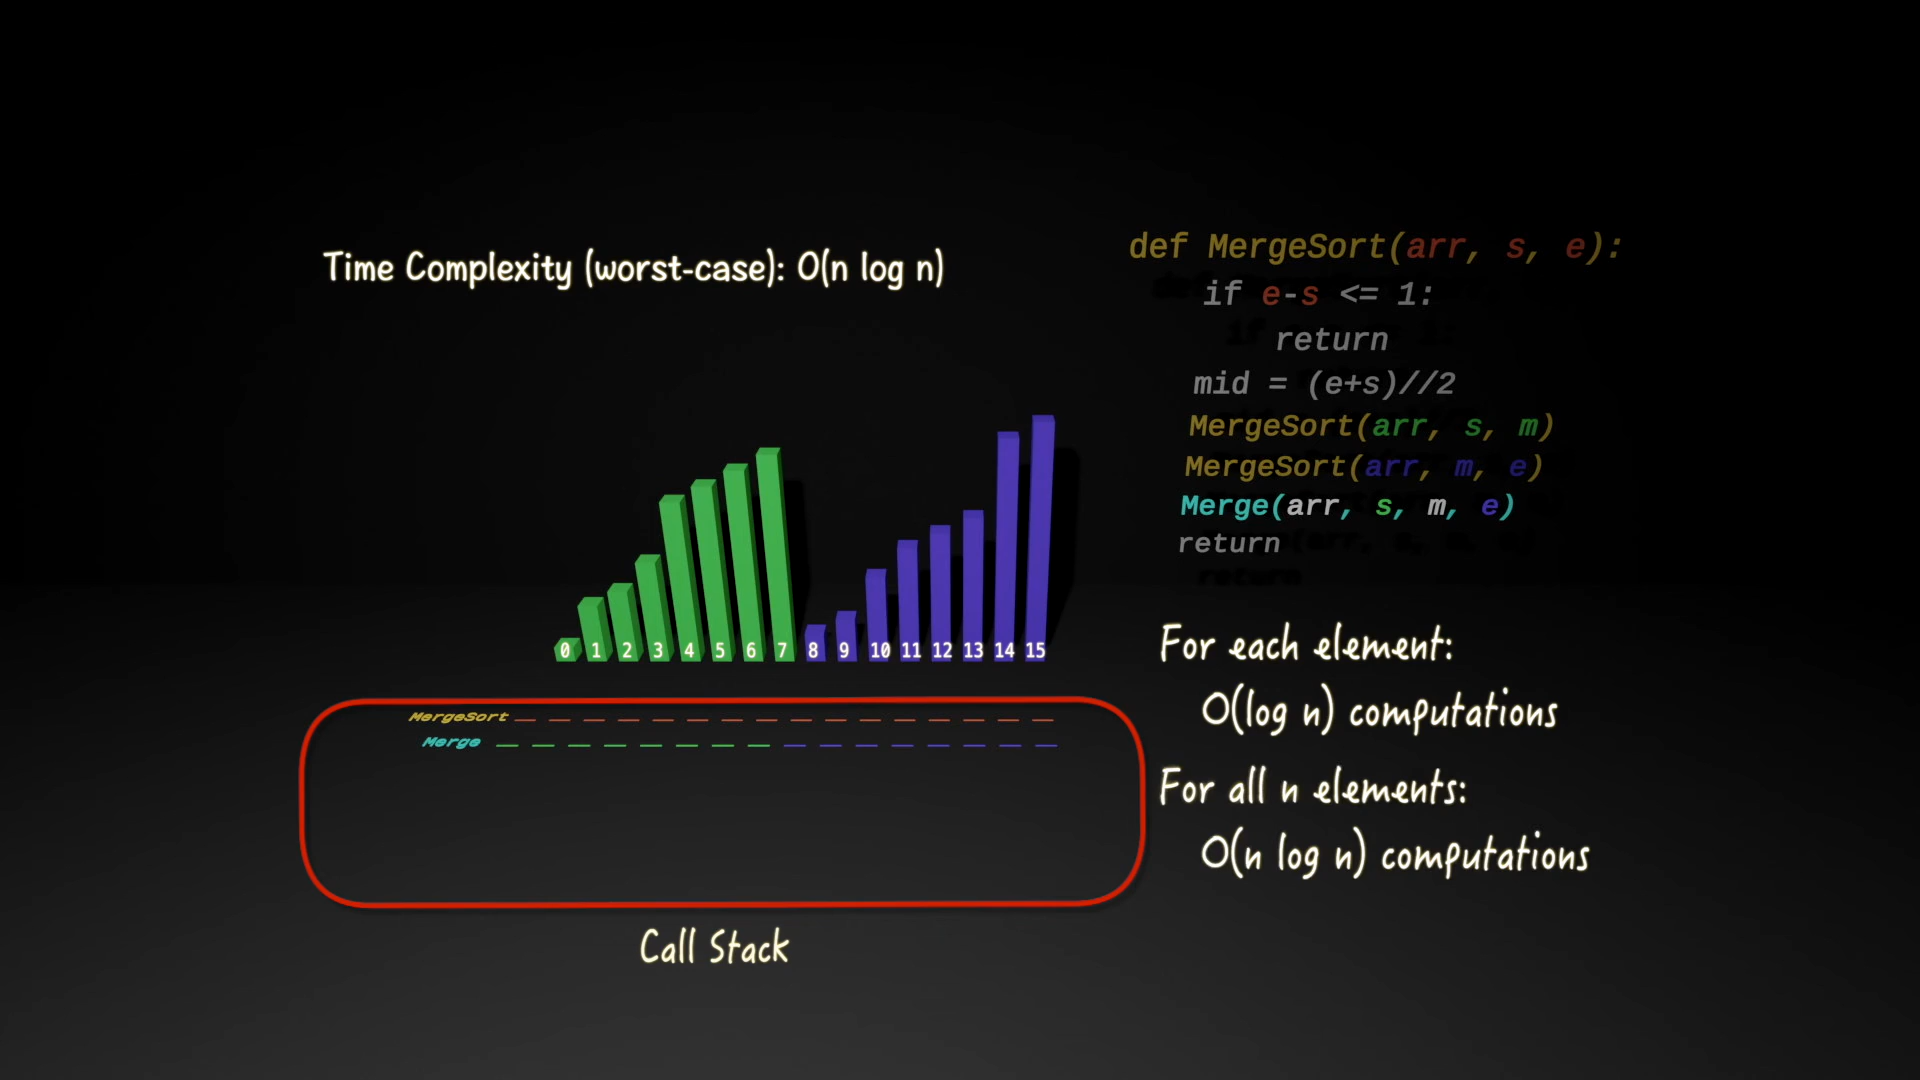 Time Complexity (worst-case): O(n log n)
def MergeSort(arr, s, e):
if e-s <= 1:
return
mid = (e+s)//2
MergeSort(arr, s, m)
MergeSort(arr, m, e)
Merge(arr, s, m, e)
return
0 1 2 3 4 5 6 7 8 9 10 11 12 13 14 15
MergeSort
Merge
Call Stack
For each element:
O(log n) computations
For all n elements:
O(n log n) computations